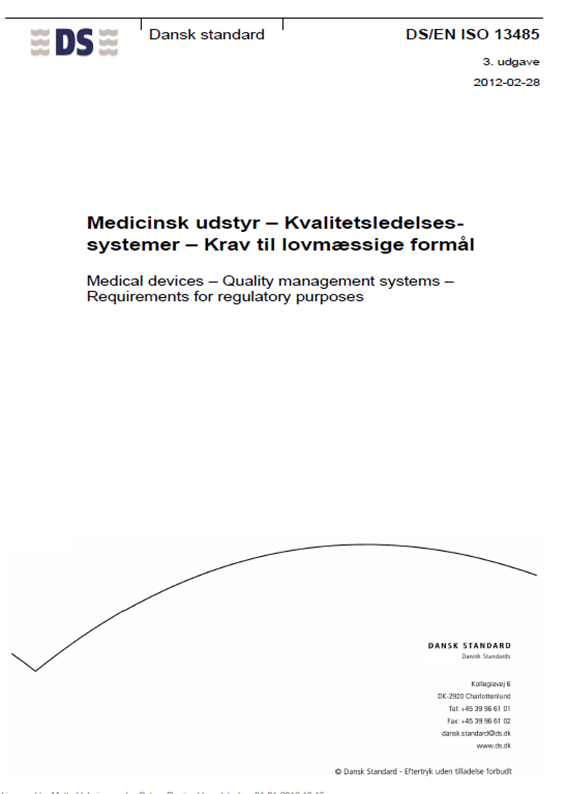 DS
Dansk standard
DS/EN ISO 13485
3. udgave
2012-02-28
Medicinsk udstyr – Kvalitetsledelses-
systemer – Krav til lovmæssige formål
Medical devices – Quality management systems –
Requirements for regulatory purposes
DANSK STANDARD
Danish Standards
Kollegievej 6
DK-2920 Charlottenlund
Tel: +45 39 96 61 01
Fax: +45 39 96 61 02
dansk.standard@ds.dk
www.ds.dk
© Dansk Standard - Eftertryk uden tilladelse forbudt